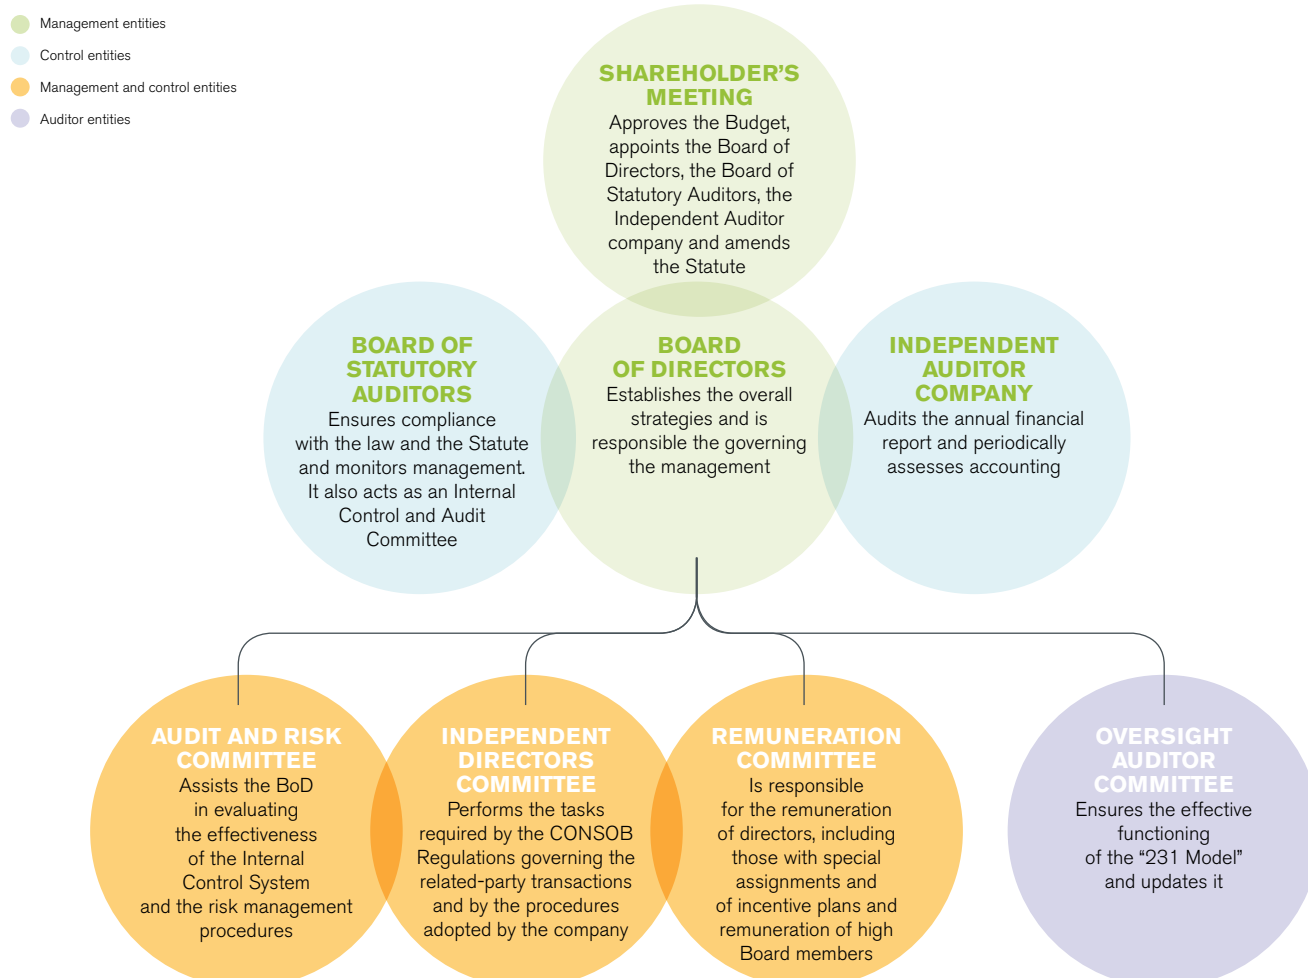 Management entities
Control entities
Management and control entities
Auditor entities
SHAREHOLDER'S
MEETING
Approves the Budget,
appoints the Board of
Directors, the Board of
Statutory Auditors, the
Independent Auditor
company and amends
the Statute
BOARD OF
STATUTORY
AUDITORS
Ensures compliance
with the law and the Statute
and monitors management.
It also acts as an Internal
Control and Audit
Committee
BOARD
OF DIRECTORS
Establishes the overall
strategies and is
responsible the governing
the management
INDEPENDENT
AUDITOR
COMPANY
Audits the annual financial
report and periodically
assesses accounting
AUDIT AND RISK
COMMITTEE
Assists the BoD
in evaluating
the effectiveness
of the Internal
Control System
and the risk management
procedures
INDEPENDENT
DIRECTORS
COMMITTEE
Performs the tasks
required by the CONSOB
Regulations governing the
related-party transactions
and by the procedures
adopted by the company
REMUNERATION
COMMITTEE
Is responsible
for the remuneration
of directors, including
those with special
assignments and
of incentive plans and
remuneration of high
Board members
OVERSIGHT
AUDITOR
COMMITTEE
Ensures the effective
functioning
of the “231 Model”
and updates it